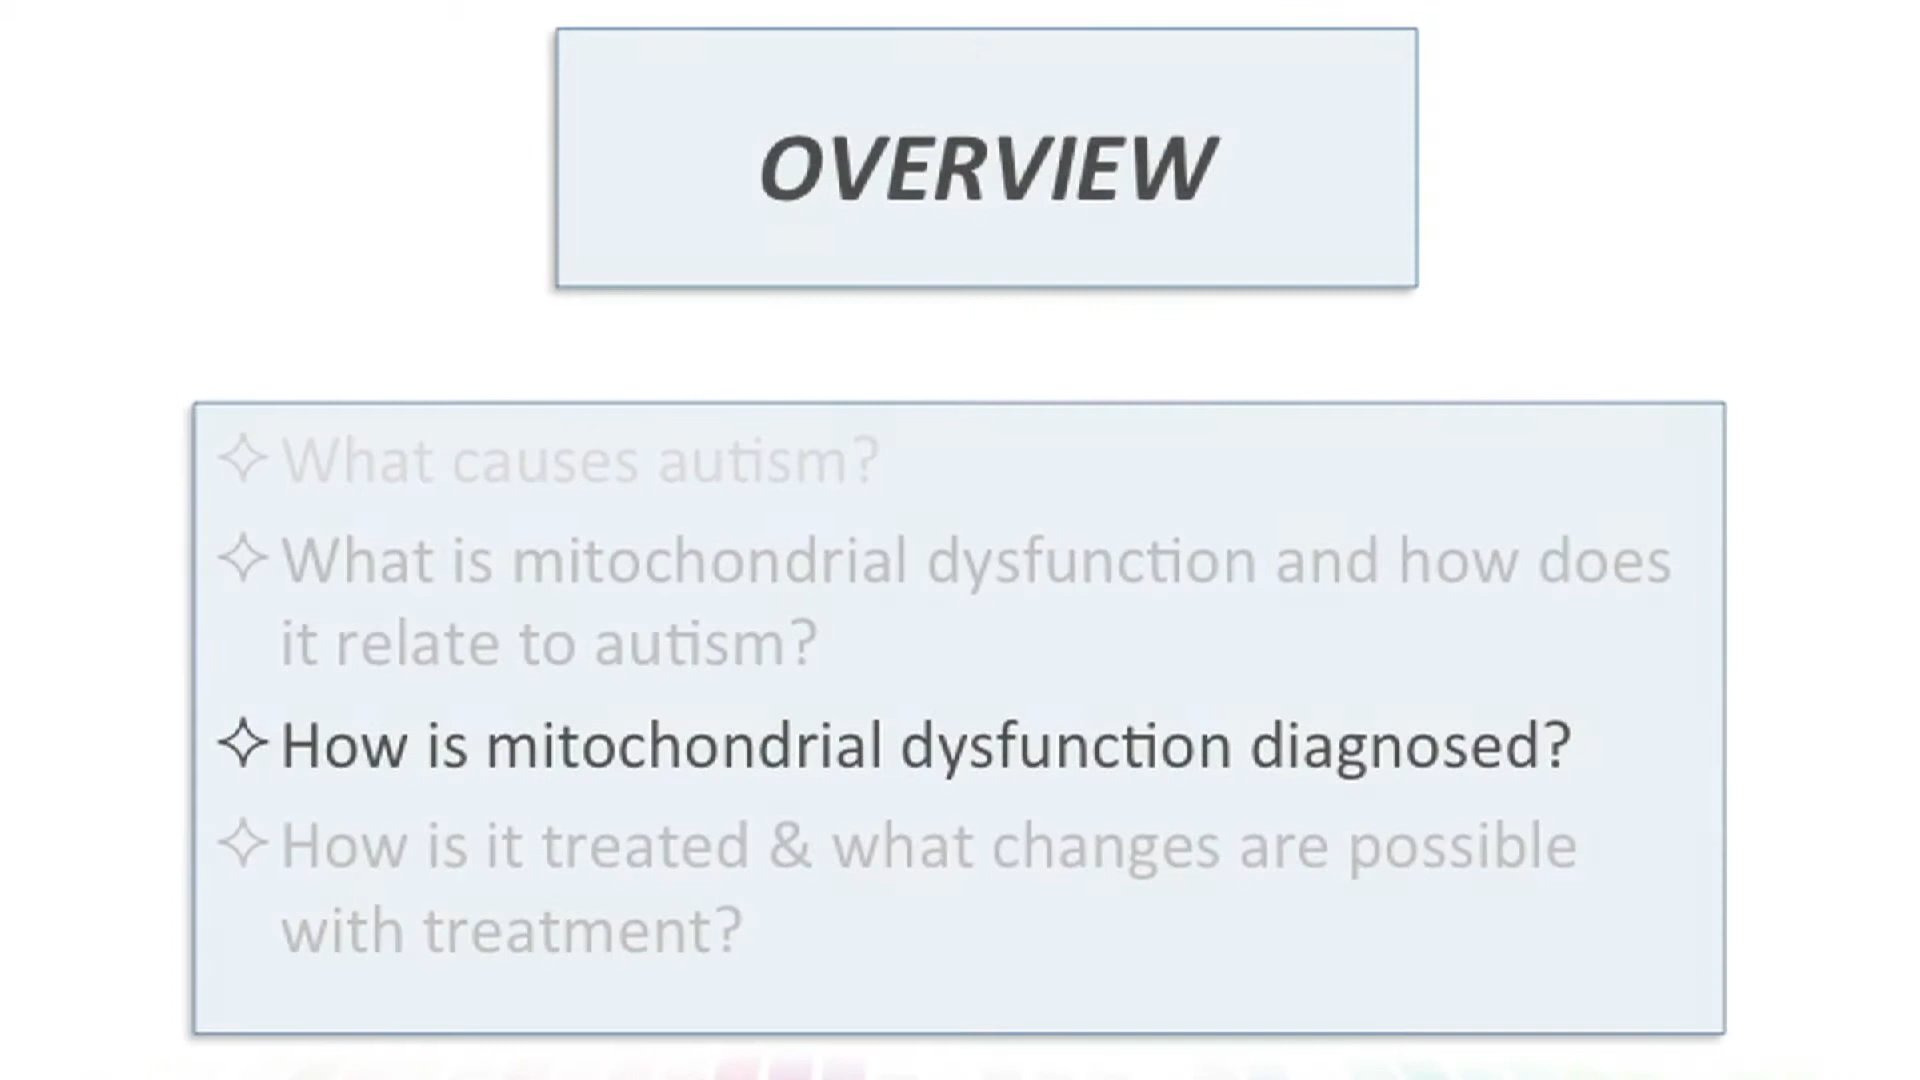 OVERVIEW
✧ What causes autism?
✧ What is mitochondrial dysfunction and how does
it relate to autism?
✧ How is mitochondrial dysfunction diagnosed?
✧ How is it treated & what changes are possible
with treatment?